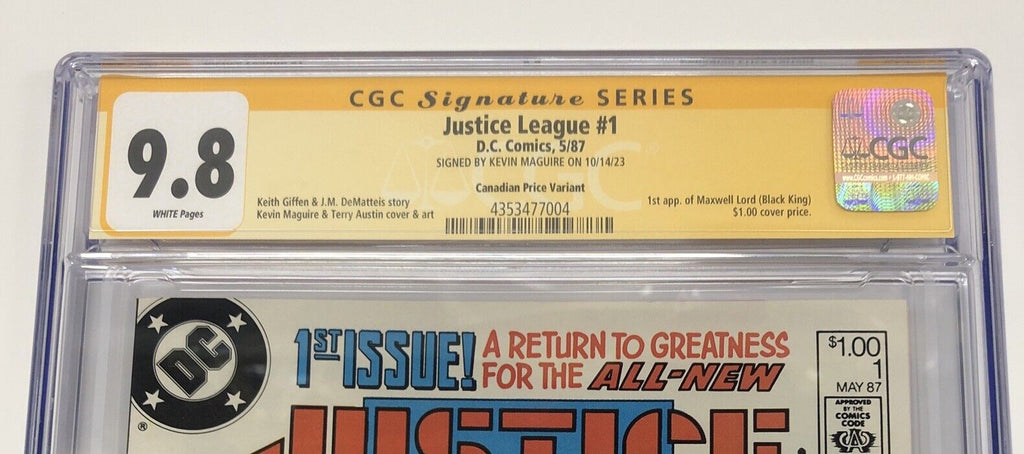 CGC Signature SERIES
Justice League #1
D.C. Comics, 5/87
SIGNED BY KEVIN MAGUIRE ON 10/14/23
Canadian Price Variant
4353477004
9.8
WHITE Pages
Keith Giffen & J.M. DeMatteis story
Kevin Maguire & Terry Austin cover & art
1st app. of Maxwell Lord (Black King)
$1.00 cover price.
CGC
DC
®
1ST ISSUE!
A RETURN TO GREATNESS
FOR THE ALL-NEW
JUSTICE
$1.00
1
MAY 87
APPROVED
BY THE
COMICS
CODE